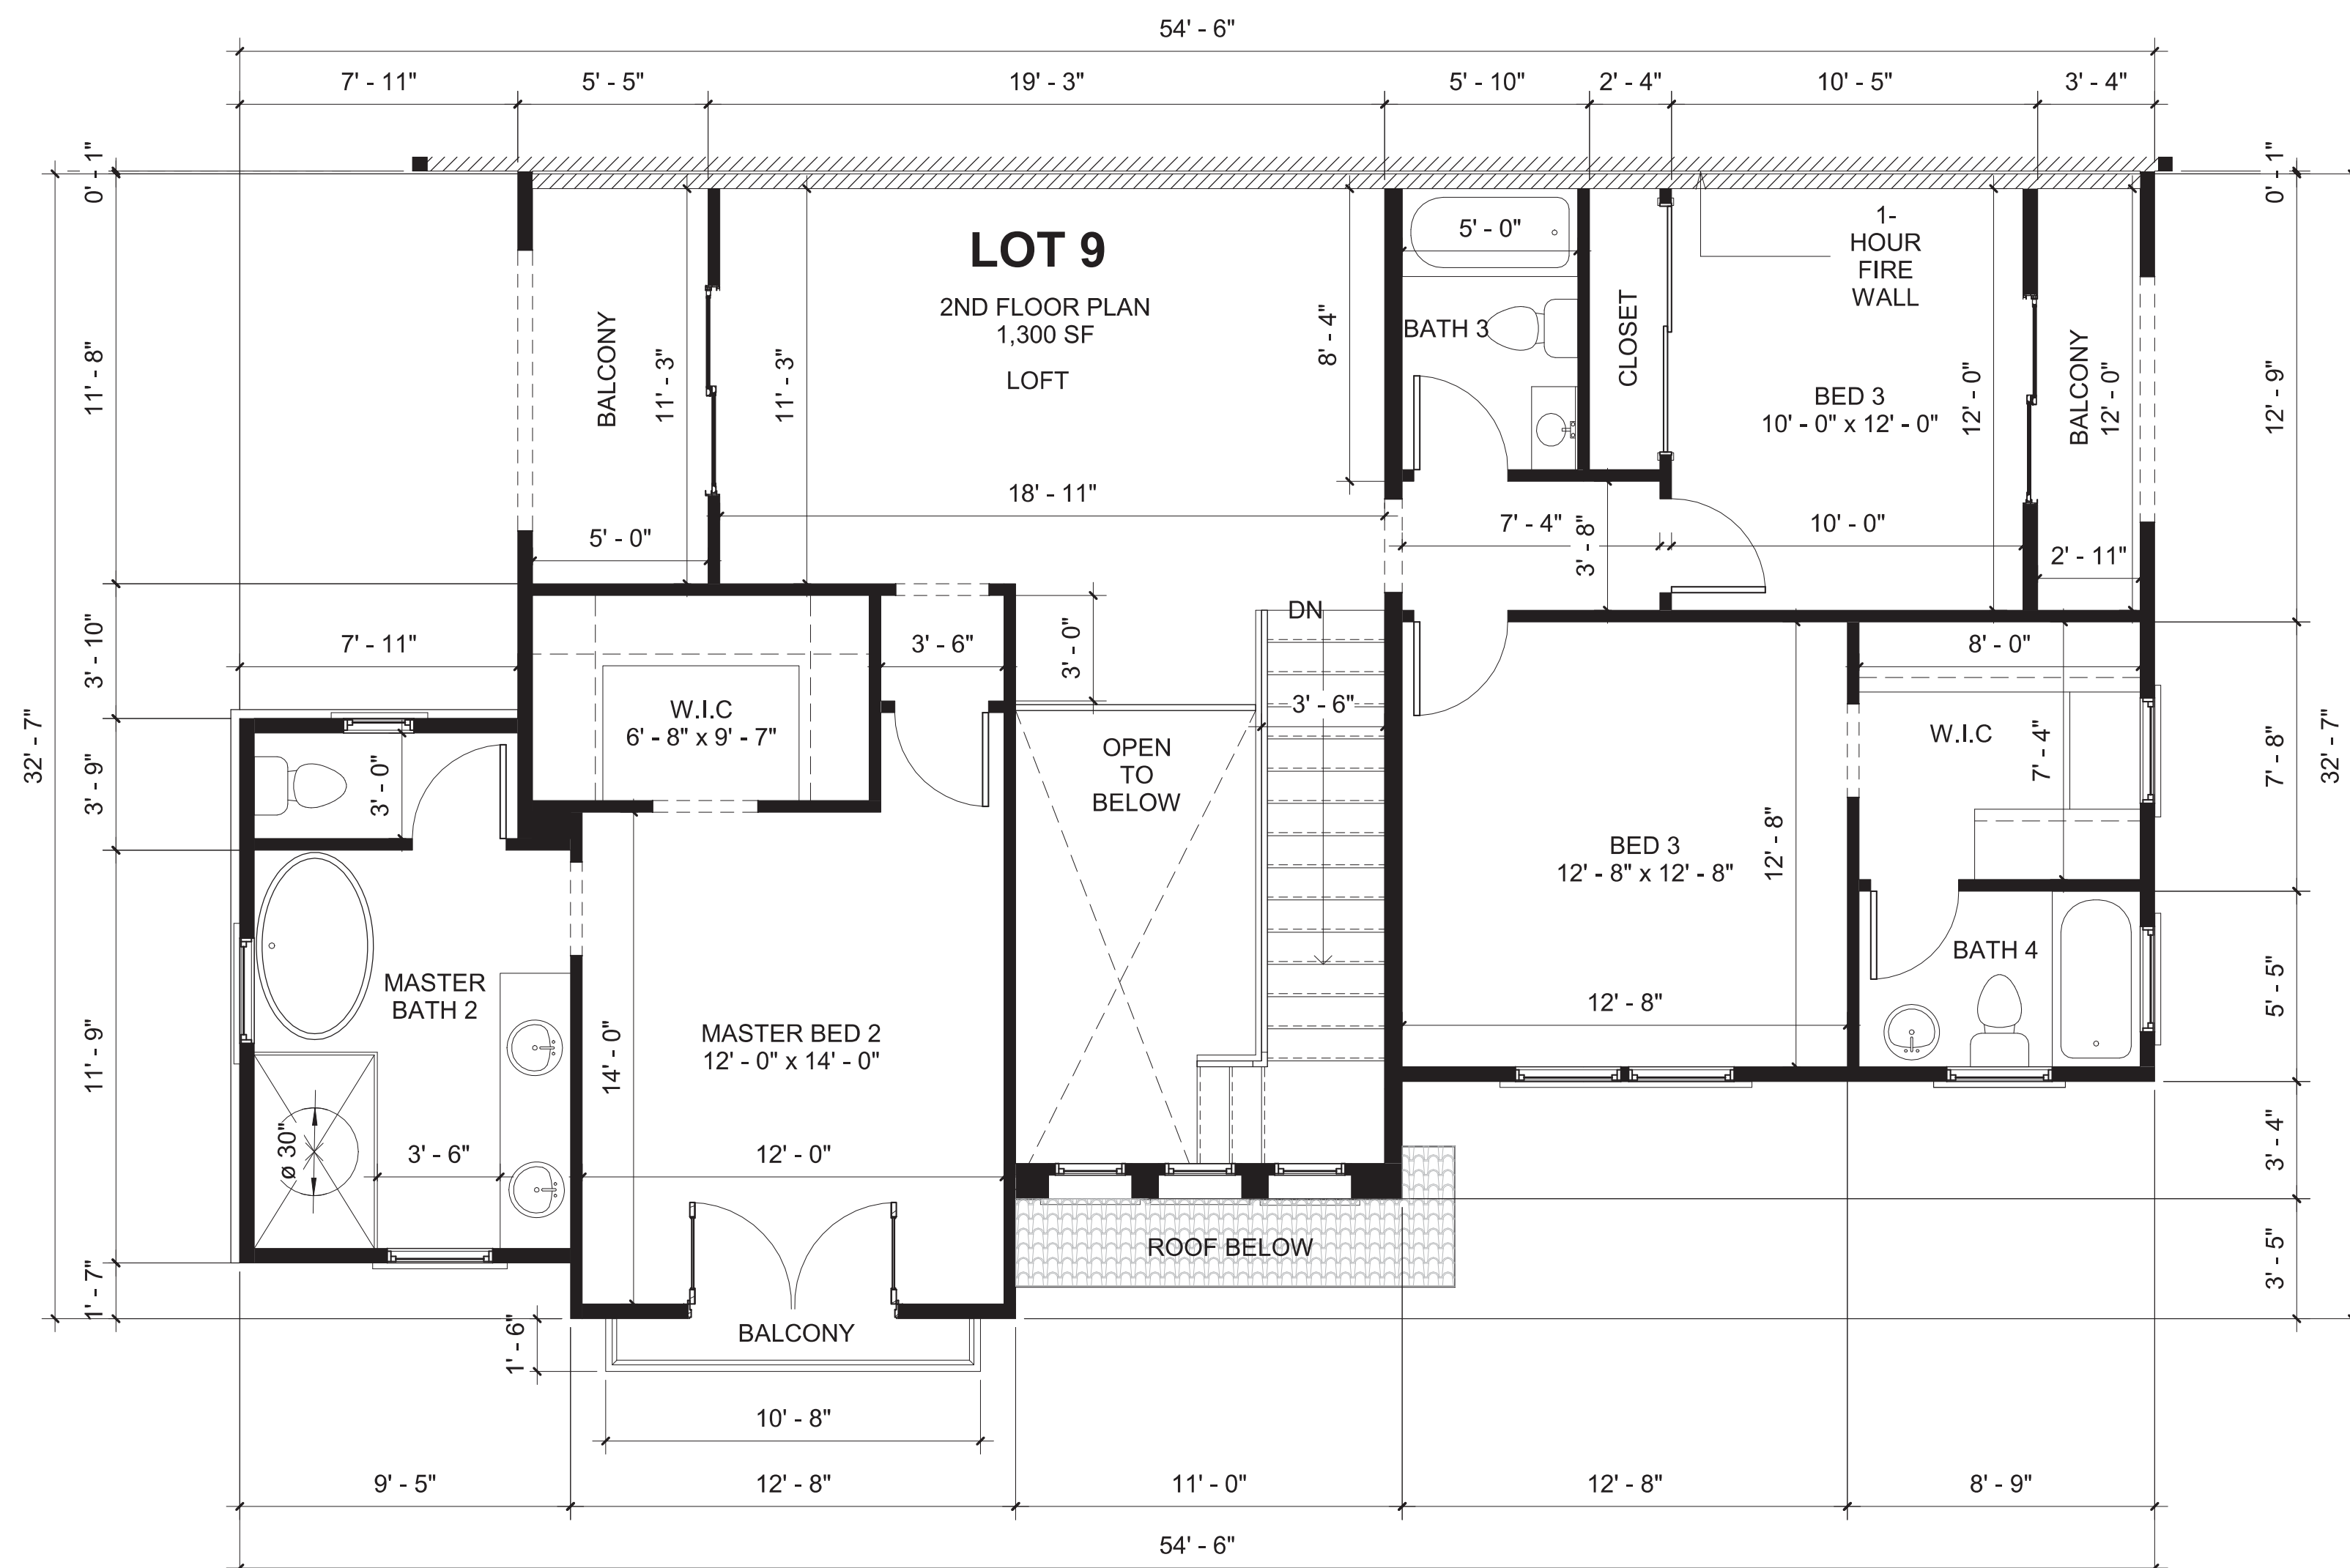 54' - 6"
7' - 11"
5' - 5"
19' - 3"
5' - 10"
2' - 4"
10' - 5"
3' - 4"
0' - 1"
0' - 1"
LOT 9
2ND FLOOR PLAN
1,300 SF
LOFT
5' - 0"
1-
HOUR
FIRE
WALL
BALCONY
11' - 3"
11' - 3"
8' - 4"
BATH 3
CLOSET
BED 3
10' - 0" x 12' - 0"
12' - 0"
BALCONY
12' - 0"
11' - 8"
12' - 9"
18' - 11"
5' - 0"
7' - 4"
3' - 8"
10' - 0"
2' - 11"
DN
3' - 10"
7' - 11"
3' - 6"
3' - 0"
8' - 0"
32' - 7"
W.I.C
6' - 8" x 9' - 7"
3' - 6"
OPEN
TO
BELOW
W.I.C
7' - 4"
7' - 8"
32' - 7"
3' - 9"
3' - 0"
BED 3
12' - 8" x 12' - 8"
12' - 8"
MASTER
BATH 2
BATH 4
12' - 8"
5' - 5"
11' - 9"
14' - 0"
MASTER BED 2
12' - 0" x 14' - 0"
ø 30"
3' - 6"
12' - 0"
3' - 4"
ROOF BELOW
3' - 5"
1' - 7"
1' - 6"
BALCONY
10' - 8"
9' - 5"
12' - 8"
11' - 0"
12' - 8"
8' - 9"
54' - 6"